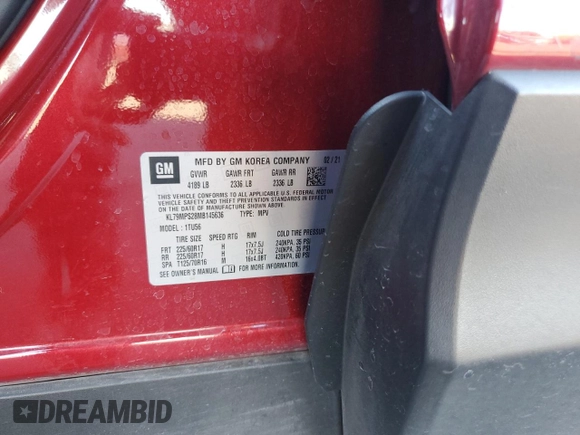 GM MFD BY GM KOREA COMPANY 02/21
GVWR GAWR FRT GAWR RR
4189 LB 2336 LB 2336 LB
THIS VEHICLE CONFORMS TO ALL APPLICABLE U.S. FEDERAL MOTOR
VEHICLE SAFETY AND THEFT PREVENTION STANDARDS IN EFFECT
ON THE DATE OF MANUFACTURE SHOWN ABOVE.
KL79MPS28MB145636 TYPE: MPV
MODEL: 1TU56
TIRE SIZE SPEED RTG RIM COLD TIRE PRESSURE
FRT 225/60R17 H 17x7.5J 240KPA, 35 PSI
RR 225/60R17 H 17x7.5J 240KPA, 35 PSI
SPA T125/70R16 M 16x4.0BT 420KPA, 60 PSI
SEE OWNER'S MANUAL FOR MORE INFORMATION.
DREAMBID